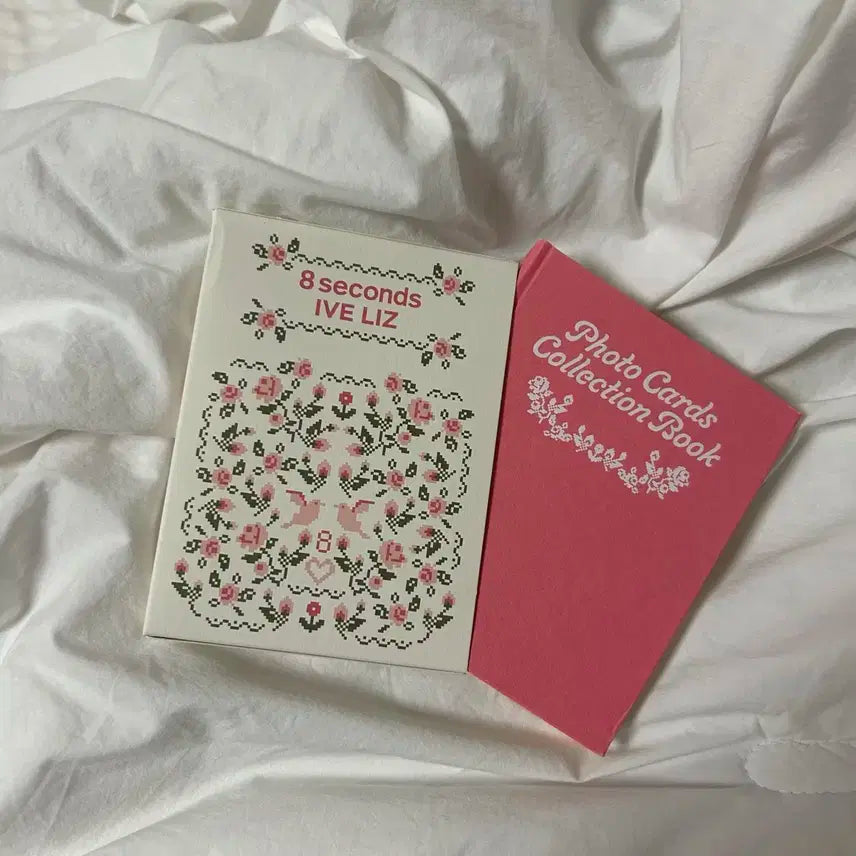 8 seconds
IVE LIZ
8
Photo Cards
Collection Book